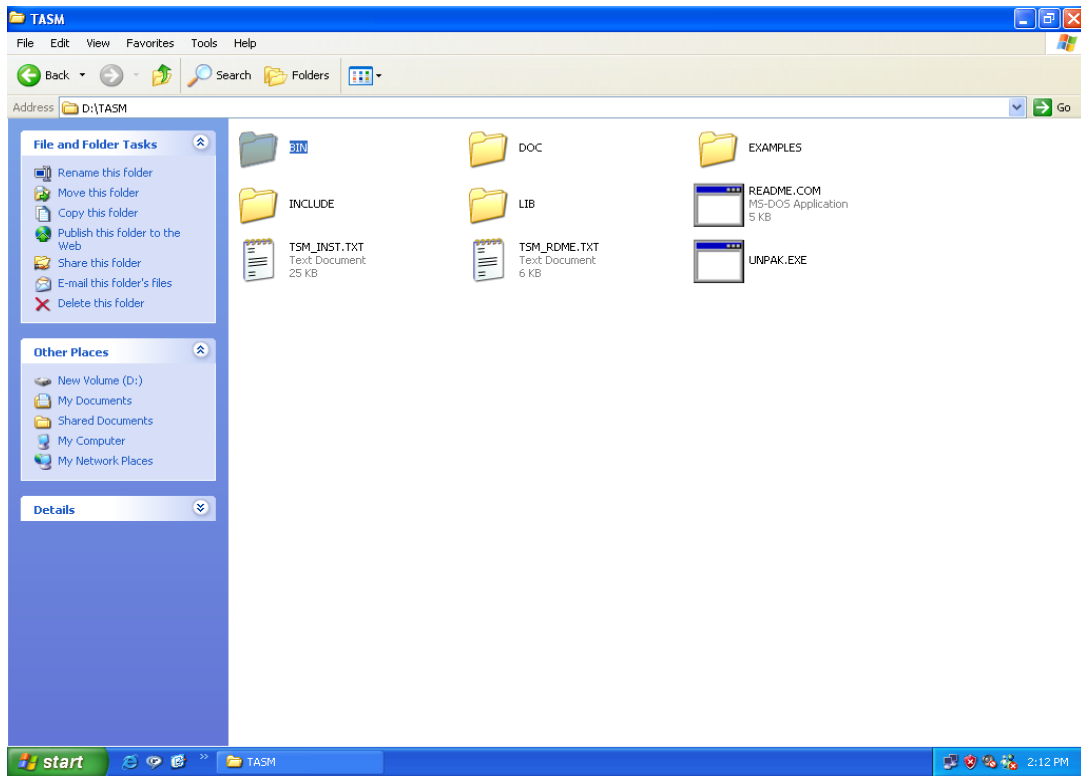 TASM
File Edit View Favorites Tools Help
Back Search Folders
Address D:\TASM Go
File and Folder Tasks
Rename this folder
Move this folder
Copy this folder
Publish this folder to the
Web
Share this folder
E-mail this folder's files
Delete this folder
Other Places
New Volume (D:)
My Documents
Shared Documents
My Computer
My Network Places
Details
BIN DOC EXAMPLES
INCLUDE LIB README.COM
MS-DOS Application
5 KB
TSM_INST.TXT
Text Document
25 KB
TSM_RDME.TXT
Text Document
6 KB
UNPAK.EXE
start TASM 2:12 PM